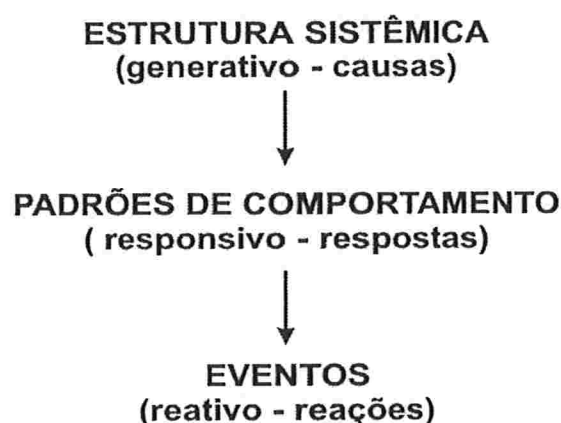 ESTRUTURA SISTÊMICA
(generativo - causas)
PADRÕES DE COMPORTAMENTO
( responsivo - respostas)
EVENTOS
(reativo - reações)